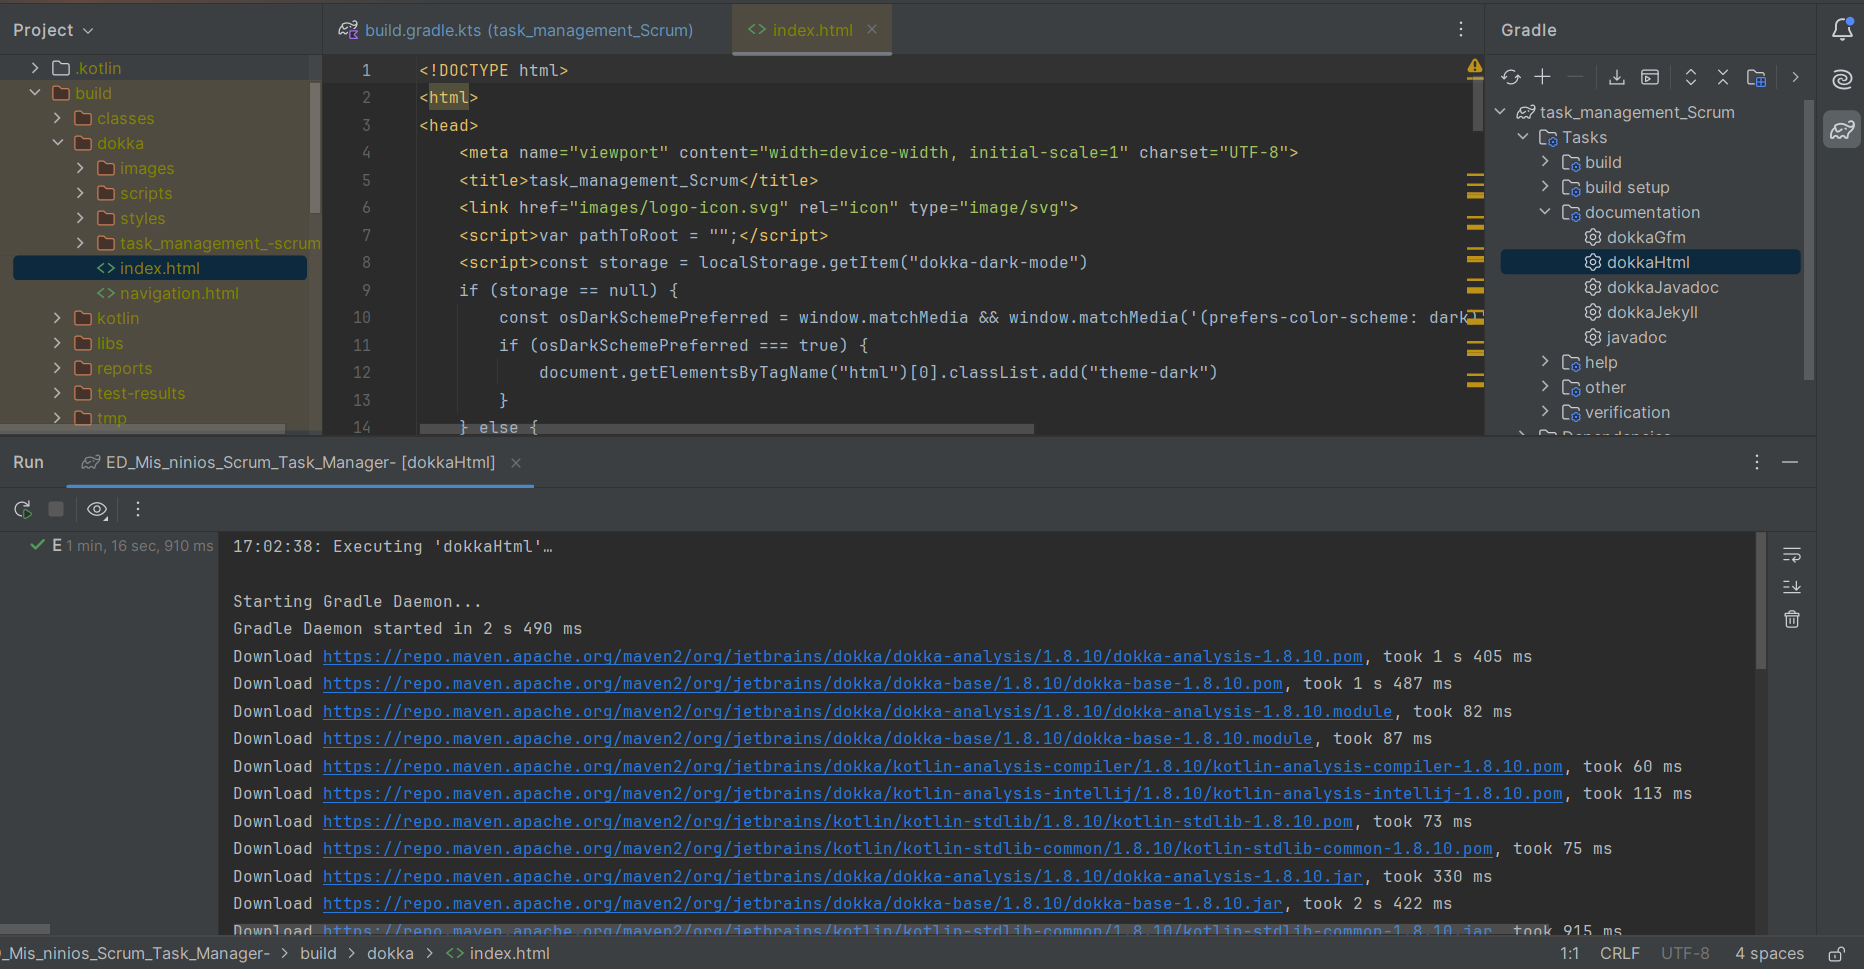 Project
.kotlin
build
classes
dokka
images
scripts
styles
task_management_-scrum
index.html
navigation.html
kotlin
libs
reports
test-results
tmp
build.gradle.kts (task_management_Scrum)
index.html
1 <!DOCTYPE html>
2 <html>
3 <head>
4 <meta name="viewport" content="width=device-width, initial-scale=1" charset="UTF-8">
5 <title>task_management_Scrum</title>
6 <link href="images/logo-icon.svg" rel="icon" type="image/svg">
7 <script>var pathToRoot = "";</script>
8 <script>const storage = localStorage.getItem("dokka-dark-mode")
9 if (storage == null) {
10 const osDarkSchemePreferred = window.matchMedia && window.matchMedia('(prefers-color-scheme: dark)
11 if (osDarkSchemePreferred === true) {
12 document.getElementsByTagName("html")[0].classList.add("theme-dark")
13 }
14 } else {
Gradle
task_management_Scrum
Tasks
build
build setup
documentation
dokkaGfm
dokkaHtml
dokkaJavadoc
dokkaJekyll
javadoc
help
other
verification
Dependencies
Run
ED_Mis_ninios_Scrum_Task_Manager- [dokkaHtml]
E 1 min, 16 sec, 910 ms
17:02:38: Executing 'dokkaHtml'…
Starting Gradle Daemon...
Gradle Daemon started in 2 s 490 ms
Download https://repo.maven.apache.org/maven2/org/jetbrains/dokka/dokka-analysis/1.8.10/dokka-analysis-1.8.10.pom, took 1 s 405 ms
Download https://repo.maven.apache.org/maven2/org/jetbrains/dokka/dokka-base/1.8.10/dokka-base-1.8.10.pom, took 1 s 487 ms
Download https://repo.maven.apache.org/maven2/org/jetbrains/dokka/dokka-analysis/1.8.10/dokka-analysis-1.8.10.module, took 82 ms
Download https://repo.maven.apache.org/maven2/org/jetbrains/dokka/dokka-base/1.8.10/dokka-base-1.8.10.module, took 87 ms
Download https://repo.maven.apache.org/maven2/org/jetbrains/dokka/kotlin-analysis-compiler/1.8.10/kotlin-analysis-compiler-1.8.10.pom, took 60 ms
Download https://repo.maven.apache.org/maven2/org/jetbrains/dokka/kotlin-analysis-intellij/1.8.10/kotlin-analysis-intellij-1.8.10.pom, took 113 ms
Download https://repo.maven.apache.org/maven2/org/jetbrains/kotlin/kotlin-stdlib/1.8.10/kotlin-stdlib-1.8.10.pom, took 73 ms
Download https://repo.maven.apache.org/maven2/org/jetbrains/kotlin/kotlin-stdlib-common/1.8.10/kotlin-stdlib-common-1.8.10.pom, took 75 ms
Download https://repo.maven.apache.org/maven2/org/jetbrains/dokka/dokka-analysis/1.8.10/dokka-analysis-1.8.10.jar, took 330 ms
Download https://repo.maven.apache.org/maven2/org/jetbrains/dokka/dokka-base/1.8.10/dokka-base-1.8.10.jar, took 2 s 422 ms
Download https://repo.maven.apache.org/maven2/org/jetbrains/kotlin/kotlin-stdlib-common/1.8.10/kotlin-stdlib-common-1.8.10.jar, took 915 ms
_Mis_ninios_Scrum_Task_Manager- > build > dokka > index.html
1:1 CRLF UTF-8 4 spaces